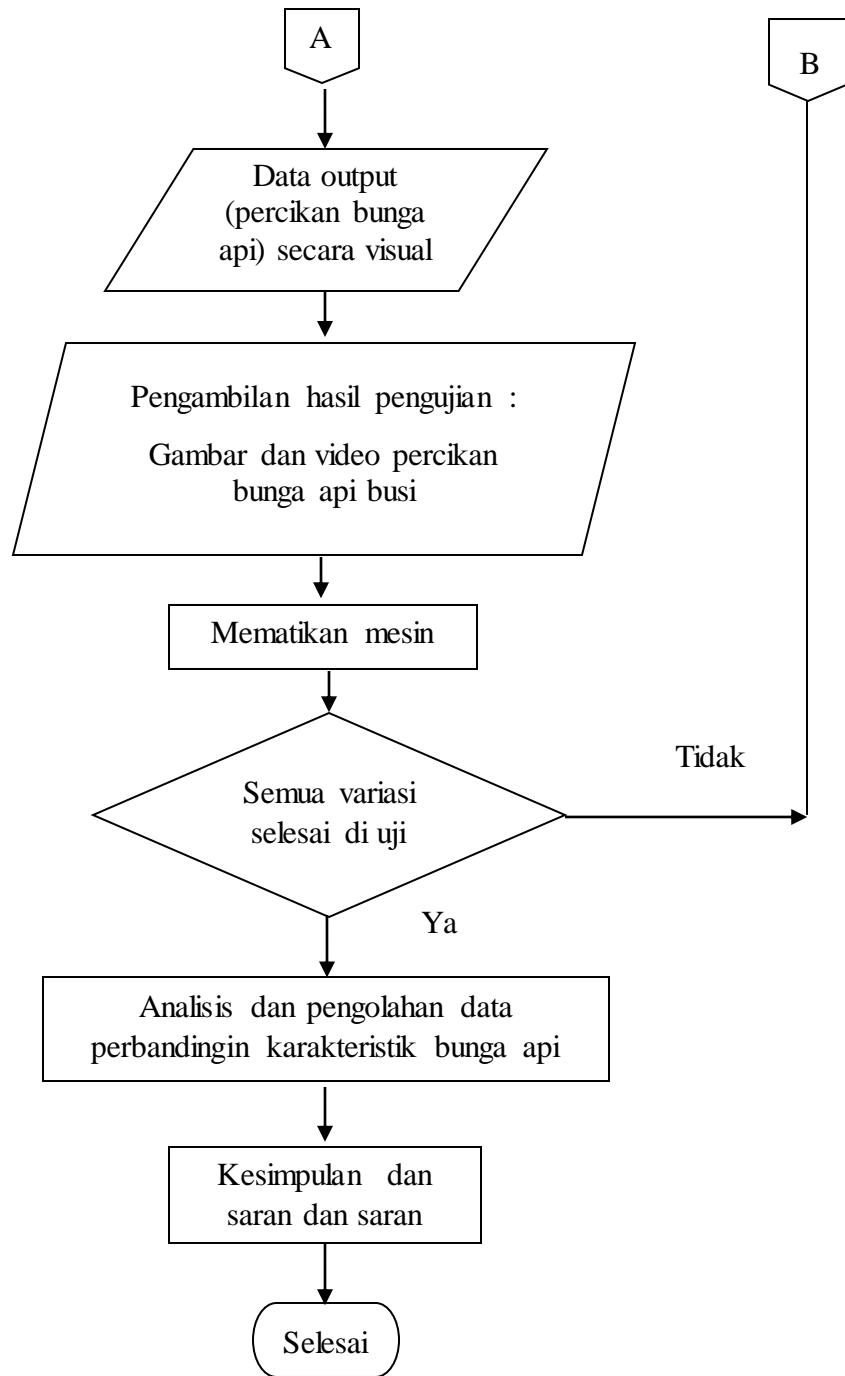 A
B
Data output
(percikan bunga
api) secara visual
Pengambilan hasil pengujian :
Gambar dan video percikan
bunga api busi
Mematikan mesin
Semua variasi
selesai di uji
Tidak
Ya
Analisis dan pengolahan data
perbandingin karakteristik bunga api
Kesimpulan dan
saran dan saran
Selesai